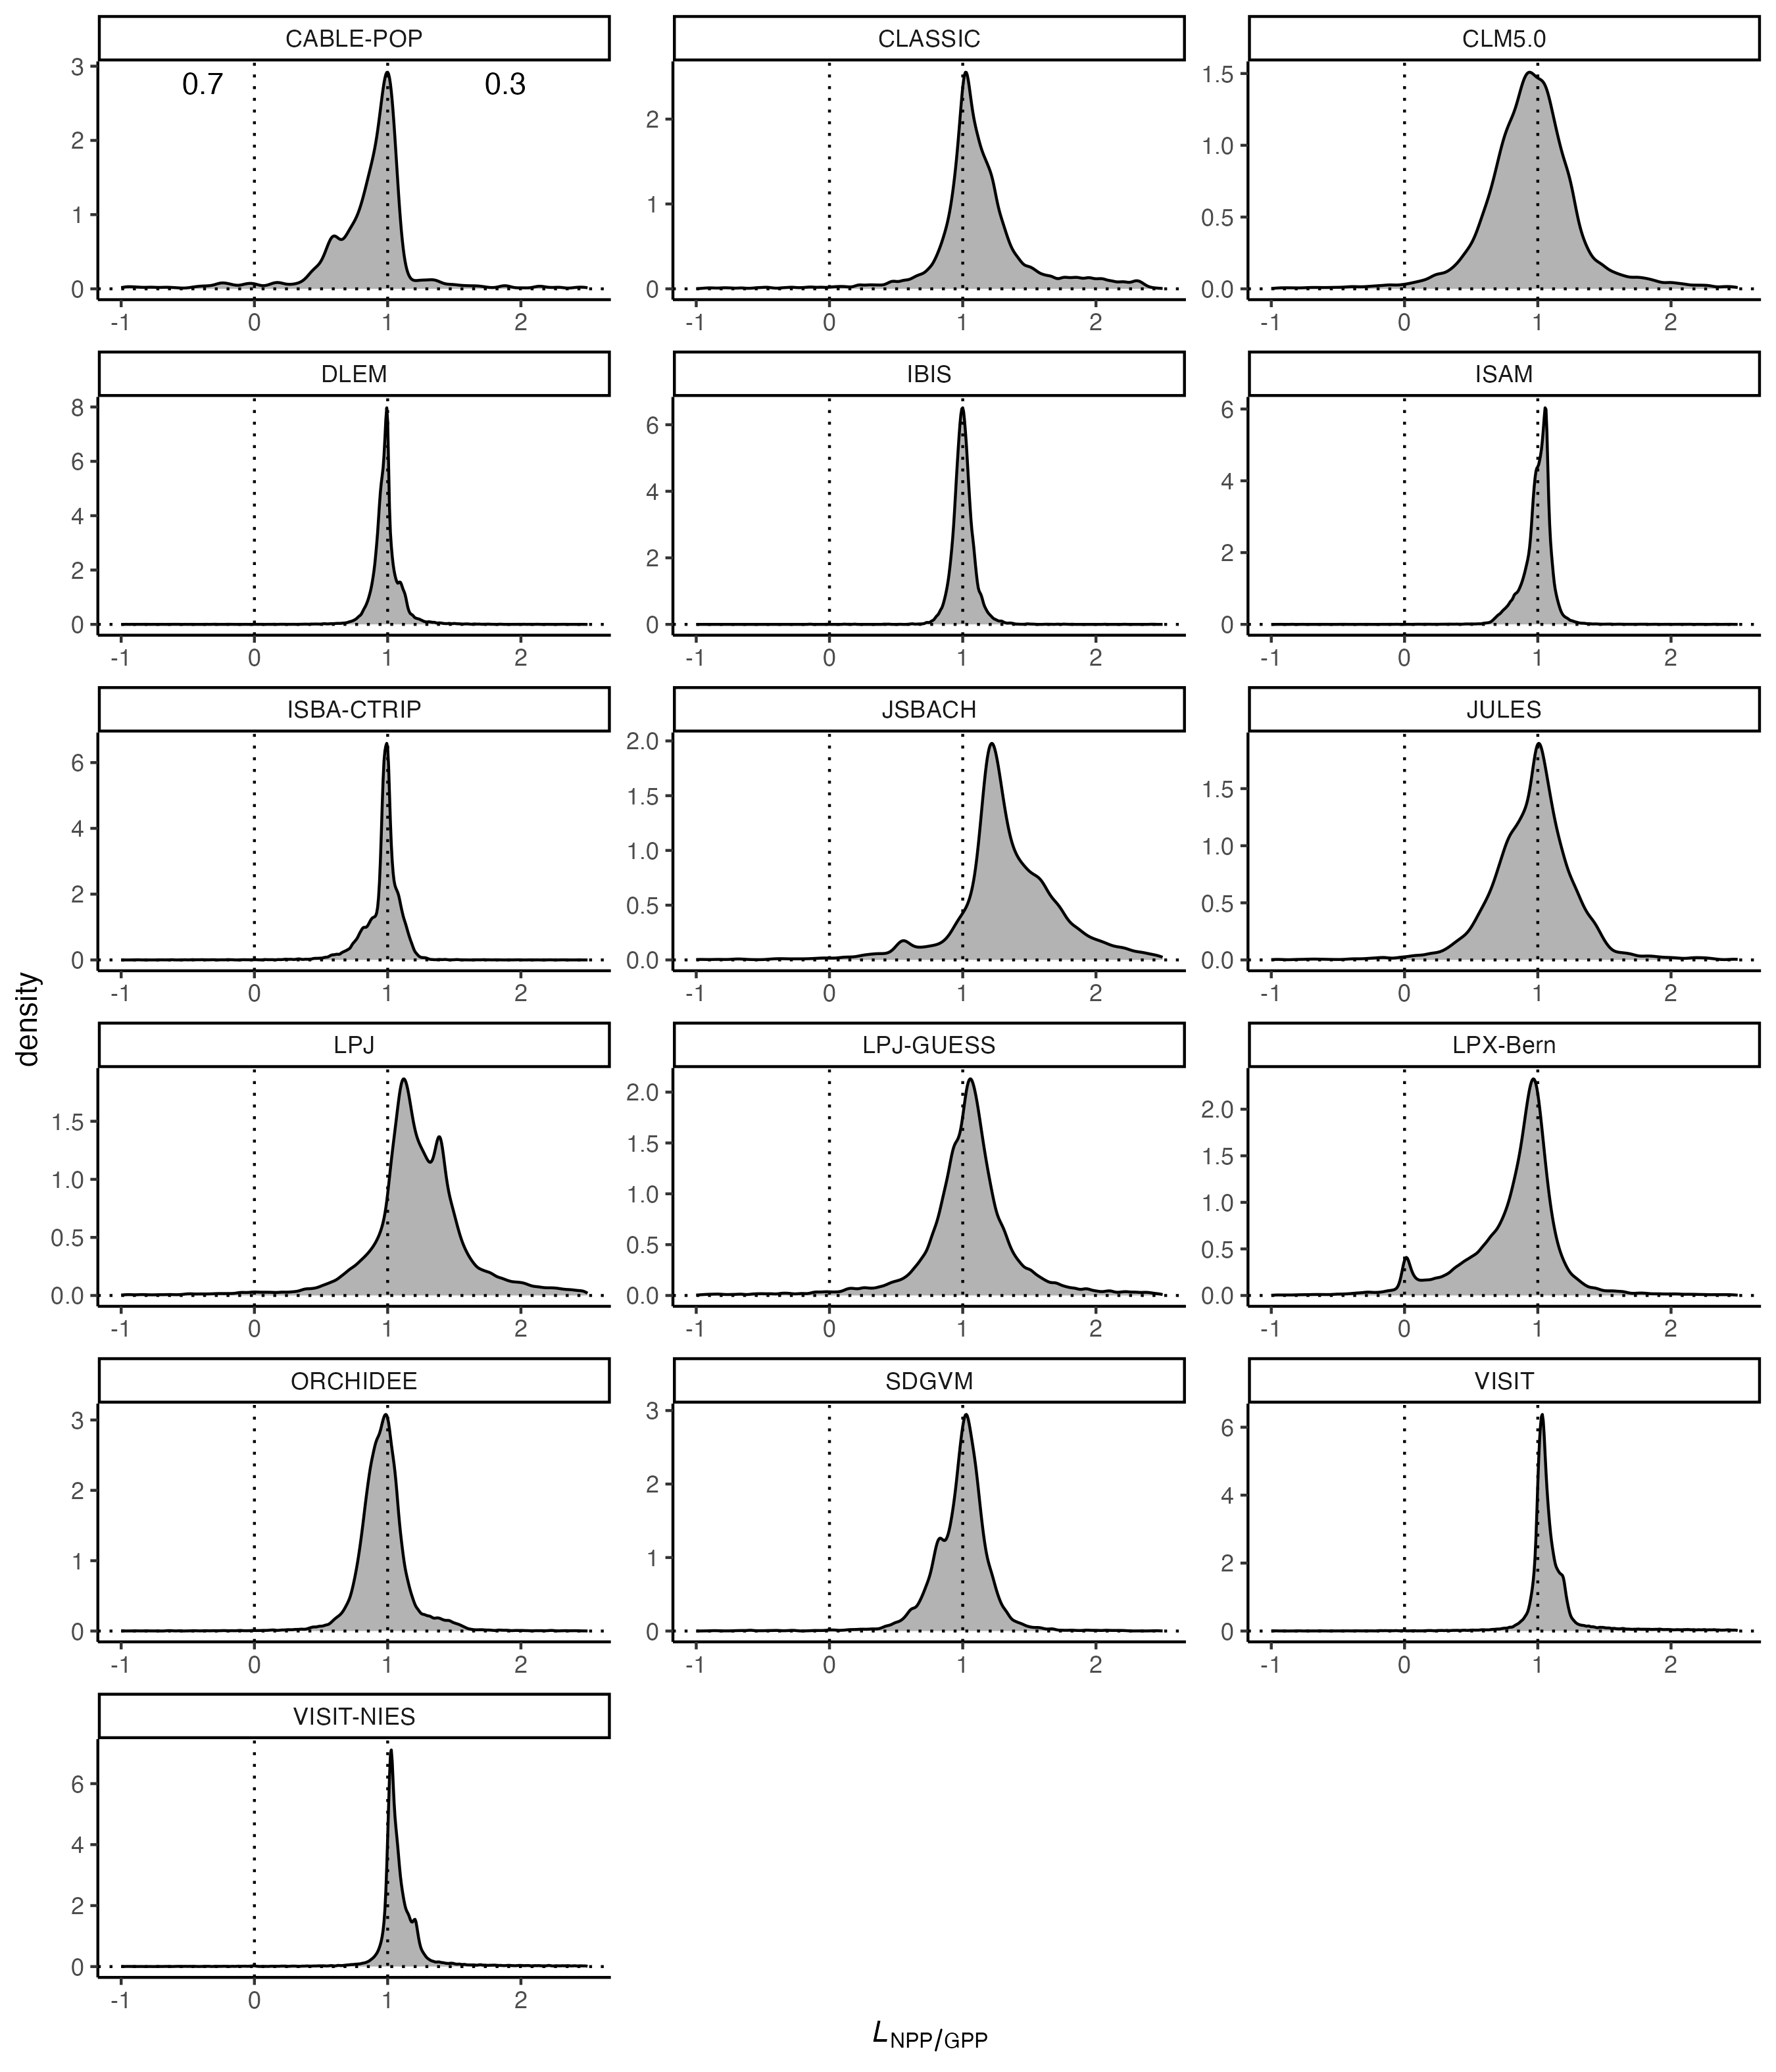 CABLE-POP CLASSIC CLM5.0
0.7 0.3
3 2 1 0
2 1 0
1.5 1.0 0.5 0.0
-1 0 1 2 -1 0 1 2 -1 0 1 2
DLEM IBIS ISAM
8 6 4 2 0
6 4 2 0
6 4 2 0
-1 0 1 2 -1 0 1 2 -1 0 1 2
ISBA-CTRIP JSBACH JULES
6 4 2 0
2.0 1.5 1.0 0.5 0.0
1.5 1.0 0.5 0.0
-1 0 1 2 -1 0 1 2 -1 0 1 2
density
LPJ LPJ-GUESS LPX-Bern
1.5 1.0 0.5 0.0
2.0 1.5 1.0 0.5 0.0
2.0 1.5 1.0 0.5 0.0
-1 0 1 2 -1 0 1 2 -1 0 1 2
ORCHIDEE SDGVM VISIT
3 2 1 0
3 2 1 0
6 4 2 0
-1 0 1 2 -1 0 1 2 -1 0 1 2
VISIT-NIES
6 4 2 0
-1 0 1 2
L NPP/GPP